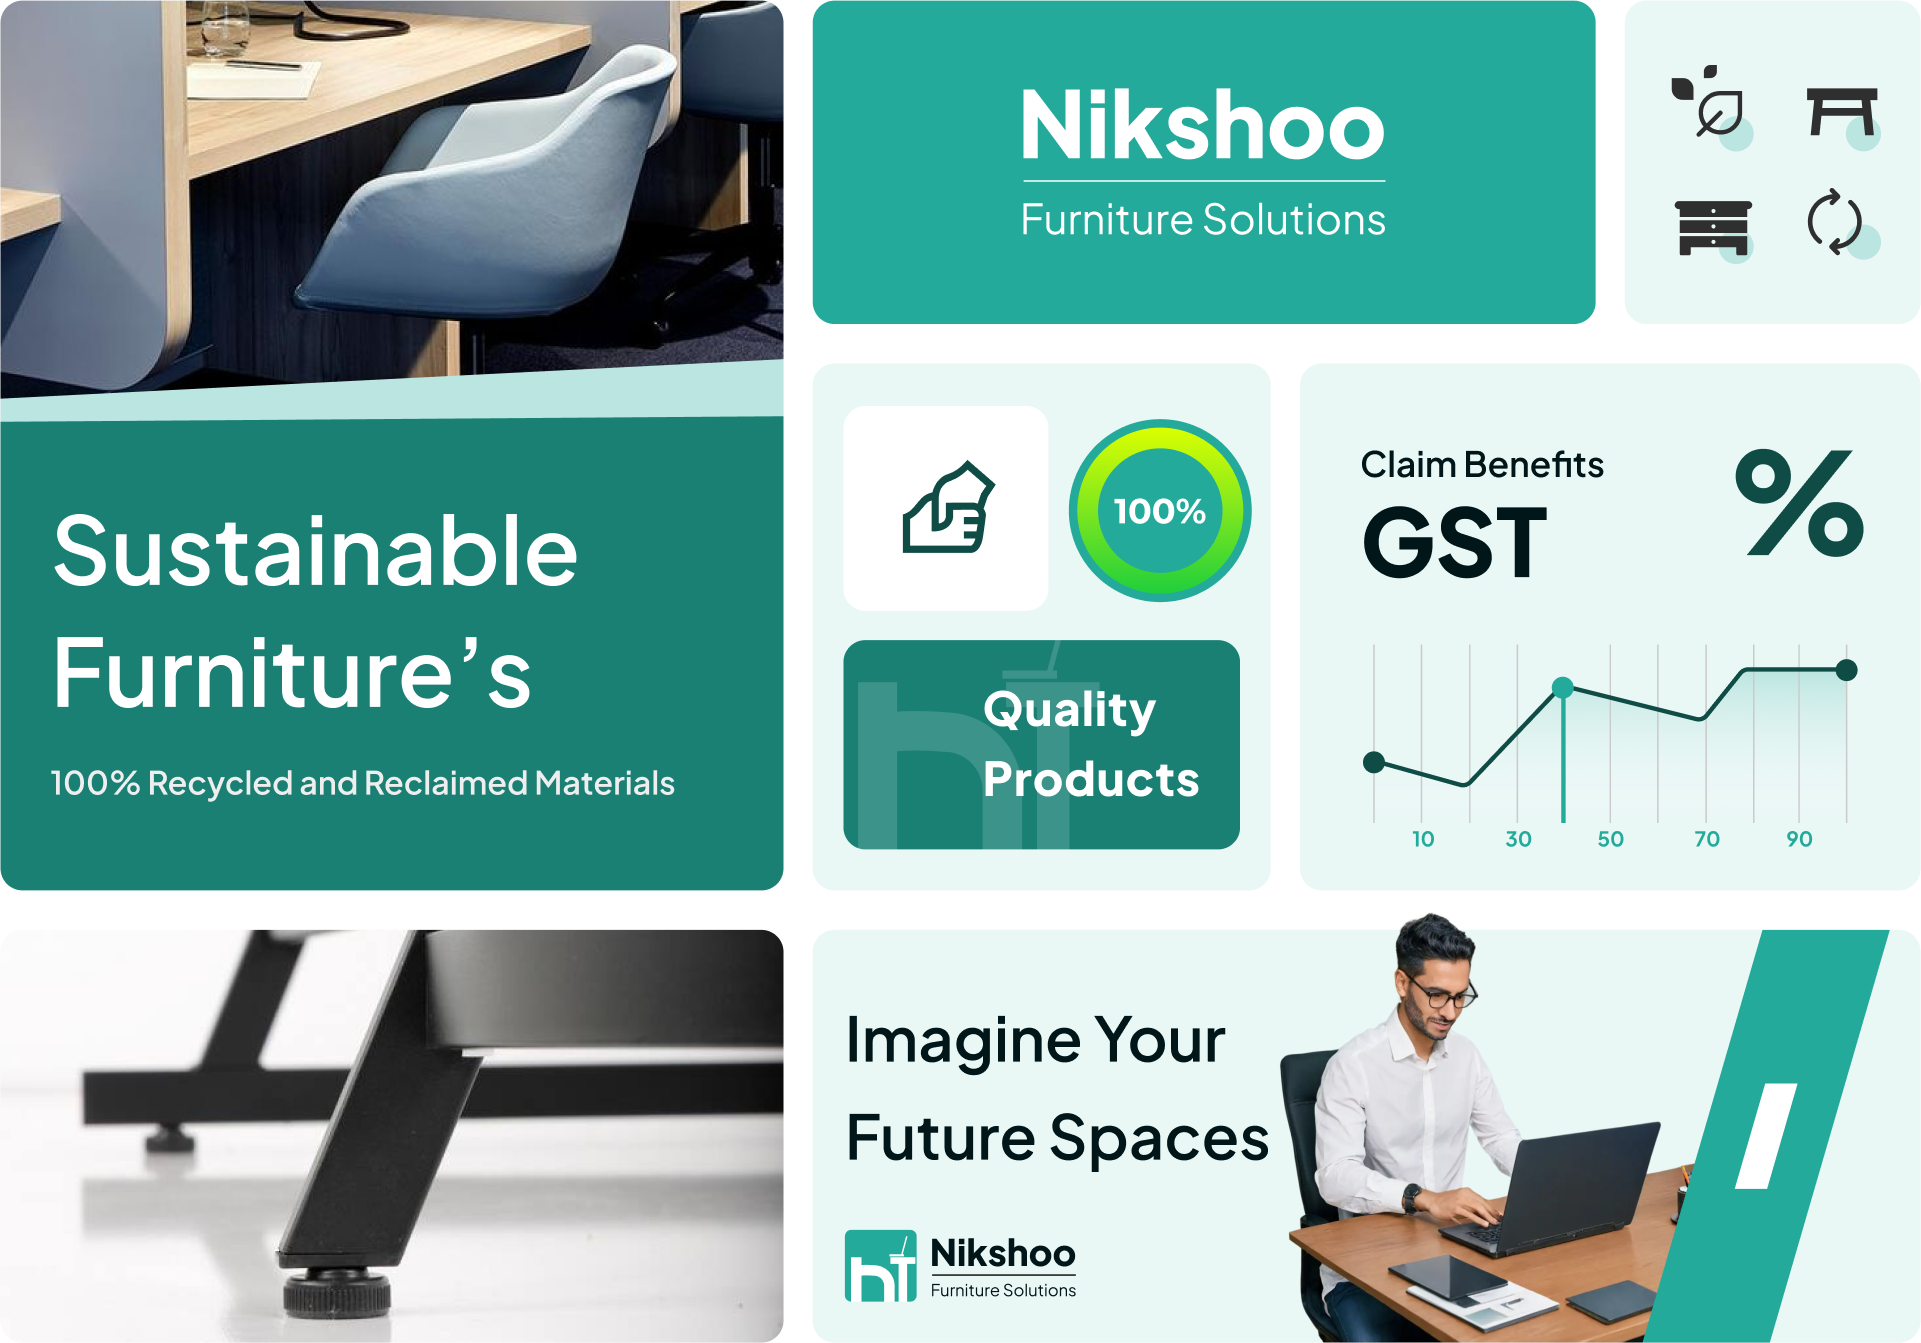 Sustainable
Furniture’s
100% Recycled and Reclaimed Materials
Nikshoo
Furniture Solutions
100%
Quality
Products
Claim Benefits
GST
%
10 30 50 70 90
Imagine Your
Future Spaces
Nikshoo
Furniture Solutions